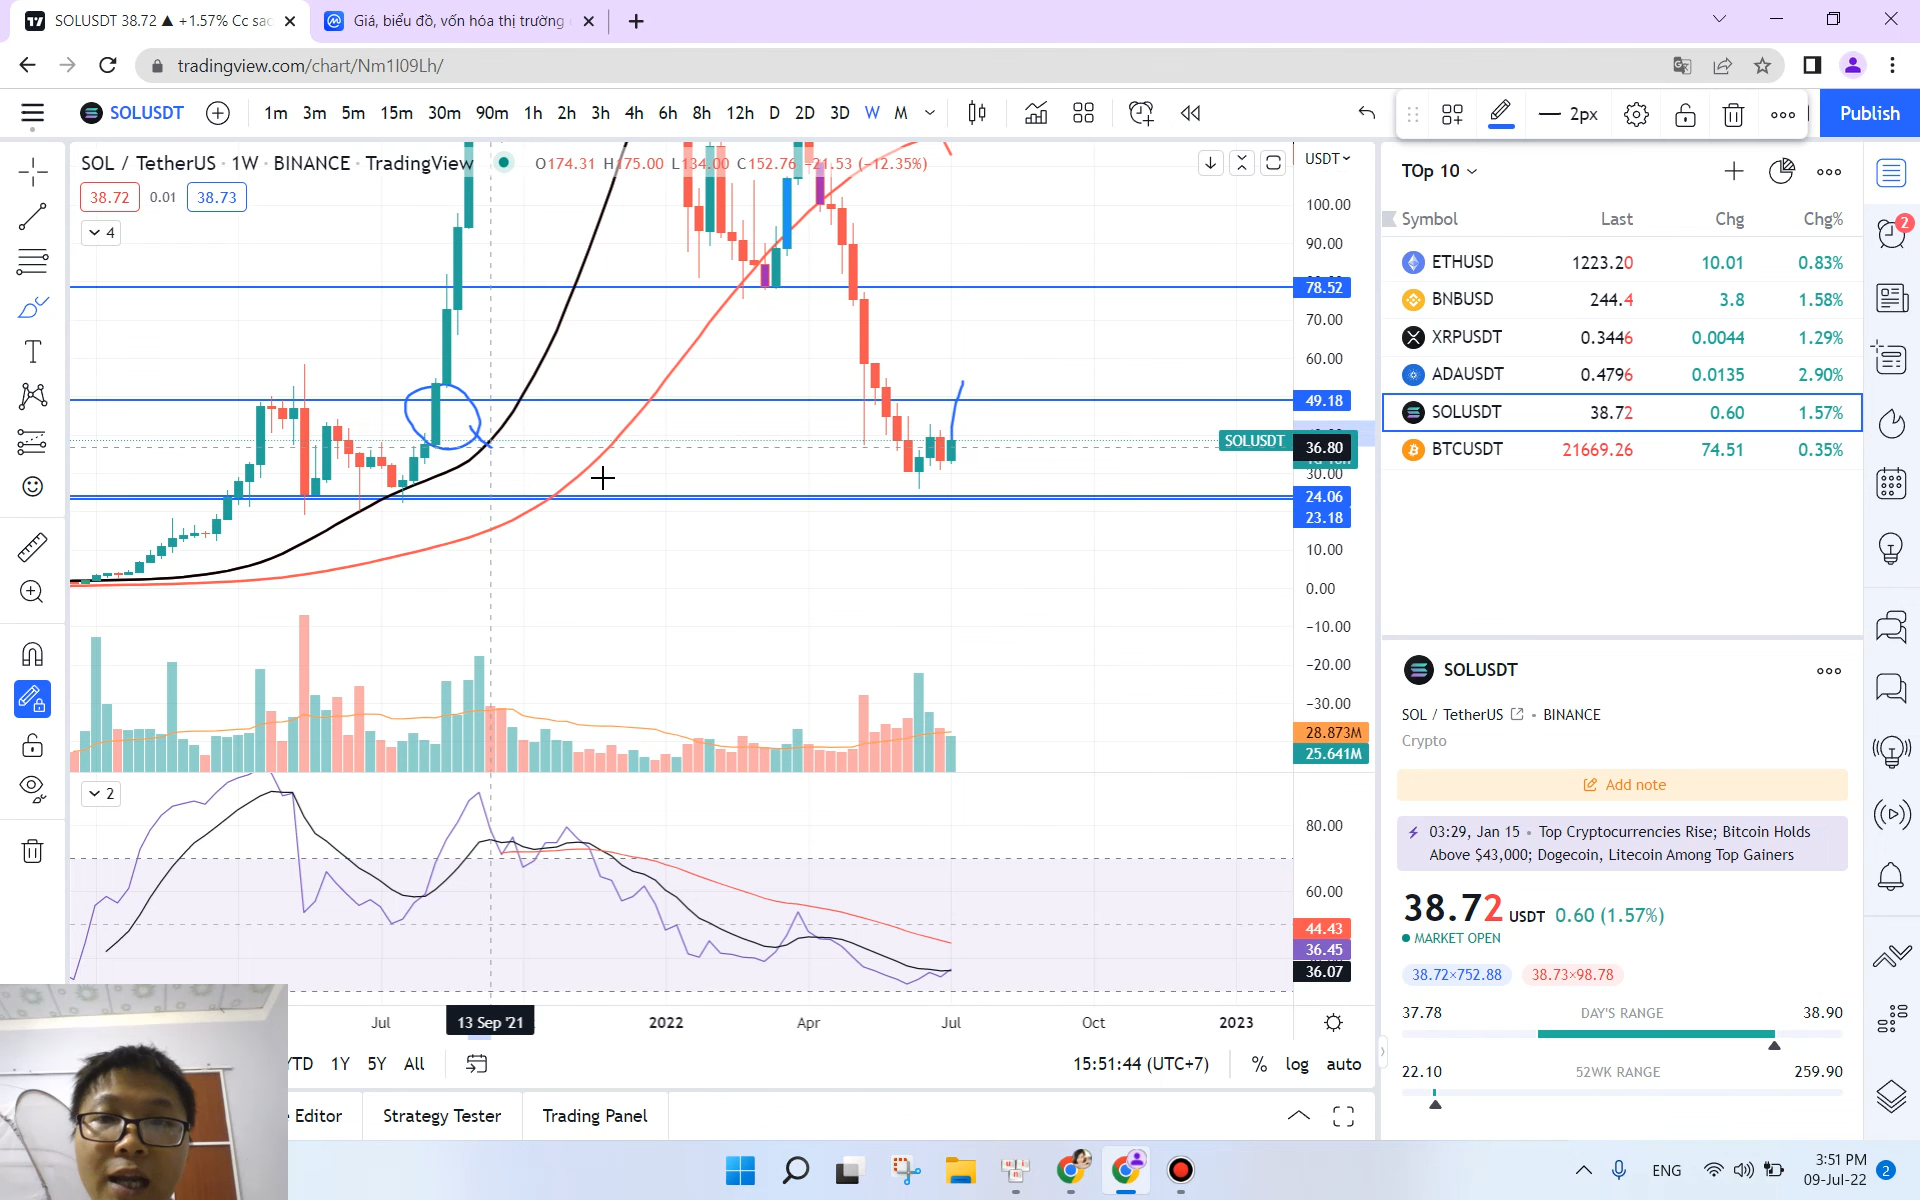 SOLUSDT 38.72 ▲ +1.57% Cc sac
Giá, biểu đồ, vốn hóa thị trường
tradingview.com/chart/Nm1I09Lh/
SOLUSDT 1m 3m 5m 15m 30m 90m 1h 2h 3h 4h 6h 8h 12h D 2D 3D W M 2px Publish
SOL / TetherUS · 1W · BINANCE · TradingView O174.31 H175.00 L134.00 C152.76 −21.53 (−12.35%)
38.72 0.01 38.73
4
USDT
100.00
90.00
78.52
70.00
60.00
49.18
SOLUSDT 36.80
30.00
24.06
23.18
10.00
0.00
−10.00
−20.00
−30.00
28.873M
25.641M
2
80.00
60.00
44.43
36.45
36.07
Jul 13 Sep '21 2022 Apr Jul Oct 2023
YTD 1Y 5Y All 15:51:44 (UTC+7) % log auto
Editor Strategy Tester Trading Panel
TOp 10
Symbol Last Chg Chg%
ETHUSD 1223.20 10.01 0.83%
BNBUSD 244.4 3.8 1.58%
XRPUSDT 0.3446 0.0044 1.29%
ADAUSDT 0.4796 0.0135 2.90%
SOLUSDT 38.72 0.60 1.57%
BTCUSDT 21669.26 74.51 0.35%
SOLUSDT
SOL / TetherUS • BINANCE
Crypto
Add note
03:29, Jan 15 • Top Cryptocurrencies Rise; Bitcoin Holds
Above $43,000; Dogecoin, Litecoin Among Top Gainers
38.72 USDT 0.60 (1.57%)
MARKET OPEN
38.72×752.88 38.73×98.78
37.78 DAY'S RANGE 38.90
22.10 52WK RANGE 259.90
2
ENG 3:51 PM
09-Jul-22 2